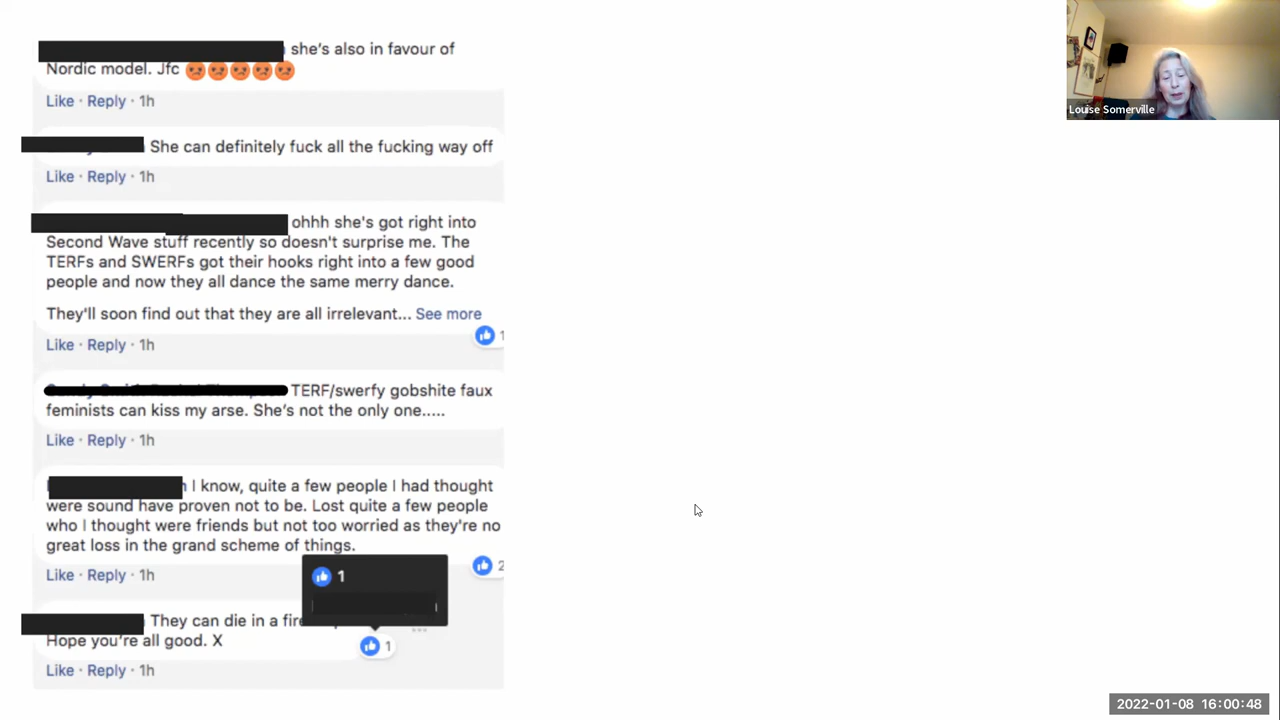 she's also in favour of
Nordic model. Jfc
Like · Reply · 1h
She can definitely fuck all the fucking way off
Like · Reply · 1h
ohhh she's got right into
Second Wave stuff recently so doesn't surprise me. The
TERFs and SWERFs got their hooks right into a few good
people and now they all dance the same merry dance.
They'll soon find out that they are all irrelevant... See more
1
Like · Reply · 1h
TERF/swerfy gobshite faux
feminists can kiss my arse. She's not the only one.....
Like · Reply · 1h
I know, quite a few people I had thought
were sound have proven not to be. Lost quite a few people
who I thought were friends but not too worried as they're no
great loss in the grand scheme of things.
2
Like · Reply · 1h
1
They can die in a fire
Hope you're all good. X
1
Like · Reply · 1h
Louise Somerville
2022-01-08 16:00:48